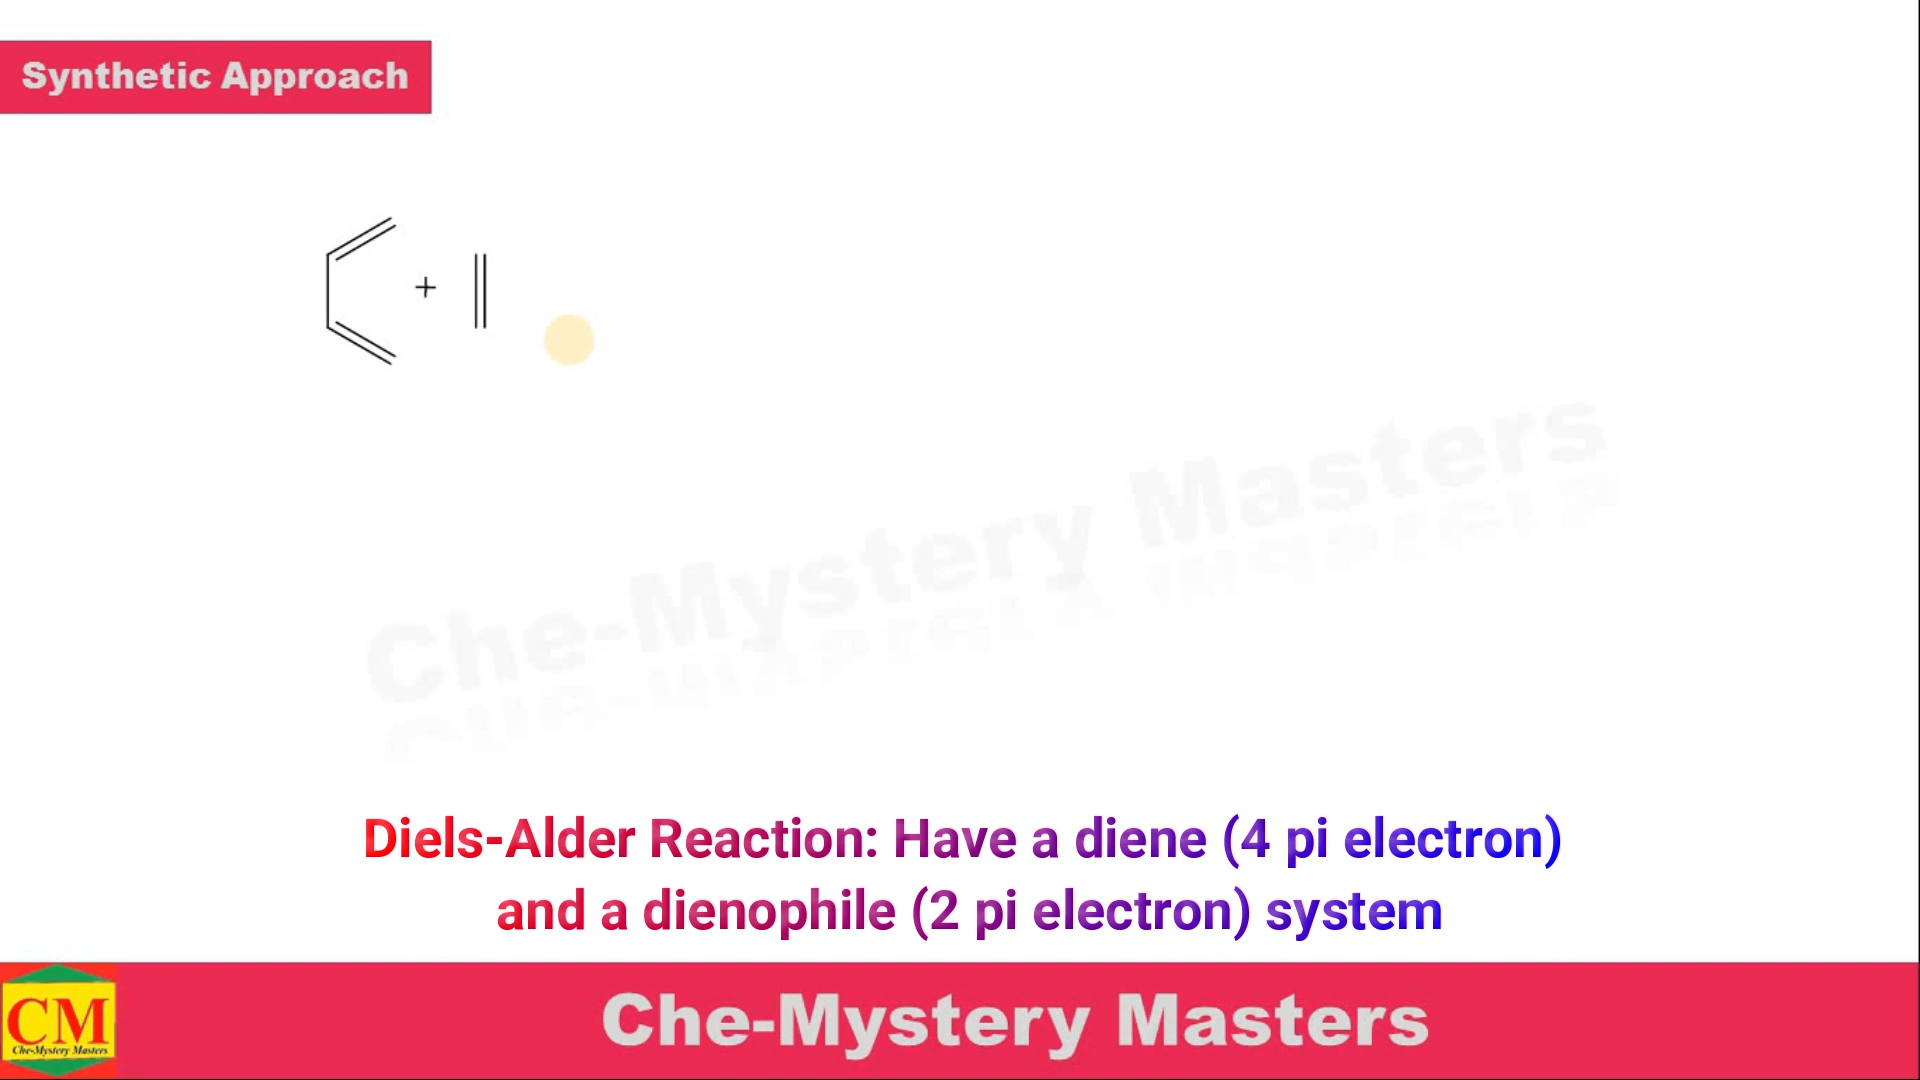 Synthetic Approach
+
Che-Mystery Masters
Diels-Alder Reaction: Have a diene (4 pi electron)
and a dienophile (2 pi electron) system
CM
Che-Mystery Masters
Che-Mystery Masters